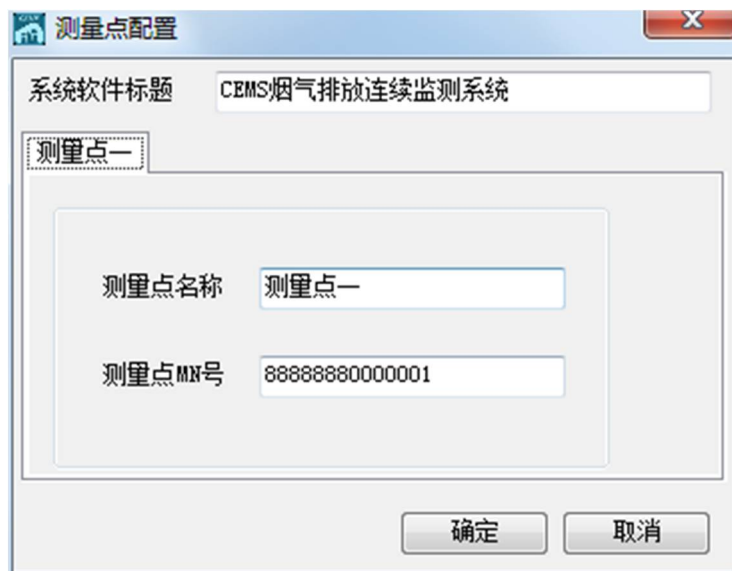 测量点配置
系统软件标题 CEMS烟气排放连续监测系统
测量点一
测量点名称 测量点一
测量点MN号 88888880000001
确定 取消